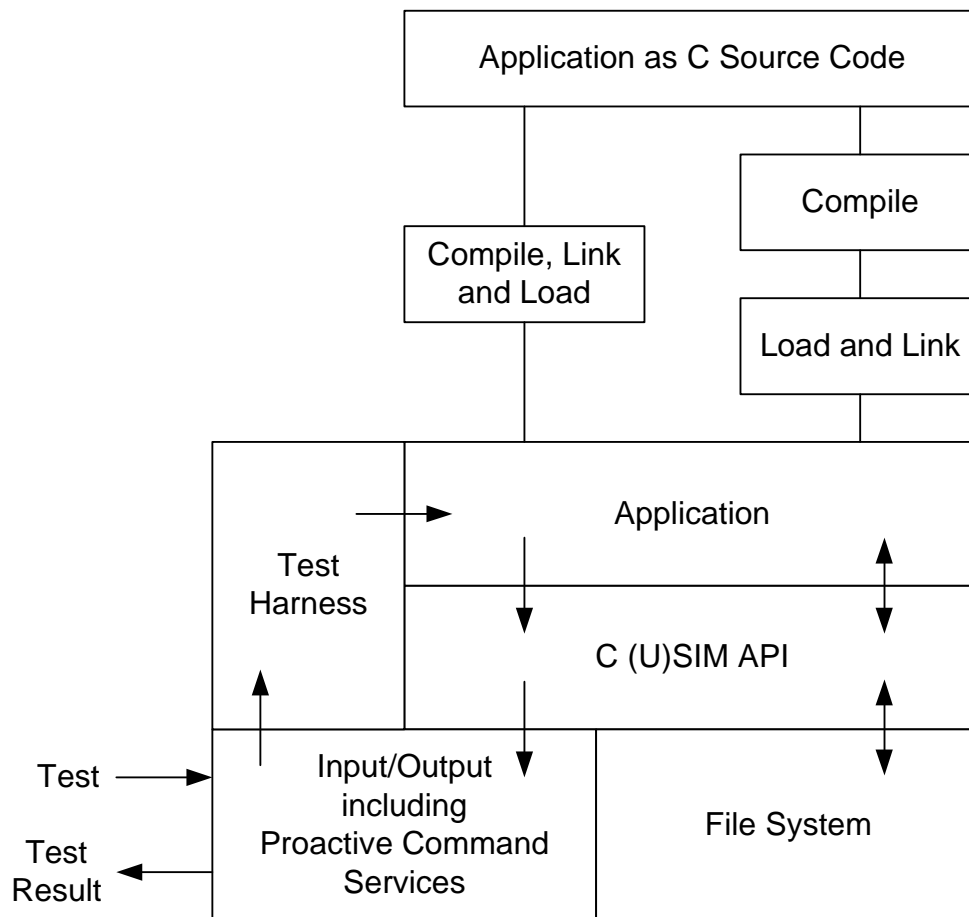 Application as C Source Code
Compile
Compile, Link
and Load
Load and Link
Application
Test
Harness
C (U)SIM API
Test
Input/Output
including
Proactive Command
Services
File System
Test
Result